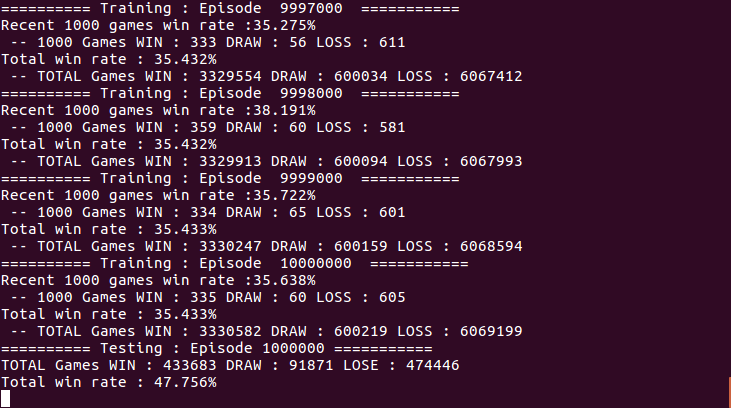 ========== Training : Episode  9997000  ===========
Recent 1000 games win rate :35.275%
 -- 1000 Games WIN : 333 DRAW : 56 LOSS : 611
Total win rate : 35.432%
 -- TOTAL Games WIN : 3329554 DRAW : 600034 LOSS : 6067412
========== Training : Episode  9998000  ===========
Recent 1000 games win rate :38.191%
 -- 1000 Games WIN : 359 DRAW : 60 LOSS : 581
Total win rate : 35.432%
 -- TOTAL Games WIN : 3329913 DRAW : 600094 LOSS : 6067993
========== Training : Episode  9999000  ===========
Recent 1000 games win rate :35.722%
 -- 1000 Games WIN : 334 DRAW : 65 LOSS : 601
Total win rate : 35.433%
 -- TOTAL Games WIN : 3330247 DRAW : 600159 LOSS : 6068594
========== Training : Episode  10000000  ===========
Recent 1000 games win rate :35.638%
 -- 1000 Games WIN : 335 DRAW : 60 LOSS : 605
Total win rate : 35.433%
 -- TOTAL Games WIN : 3330582 DRAW : 600219 LOSS : 6069199
========== Testing : Episode 1000000 ===========
TOTAL Games WIN : 433683 DRAW : 91871 LOSE : 474446
Total win rate : 47.756%